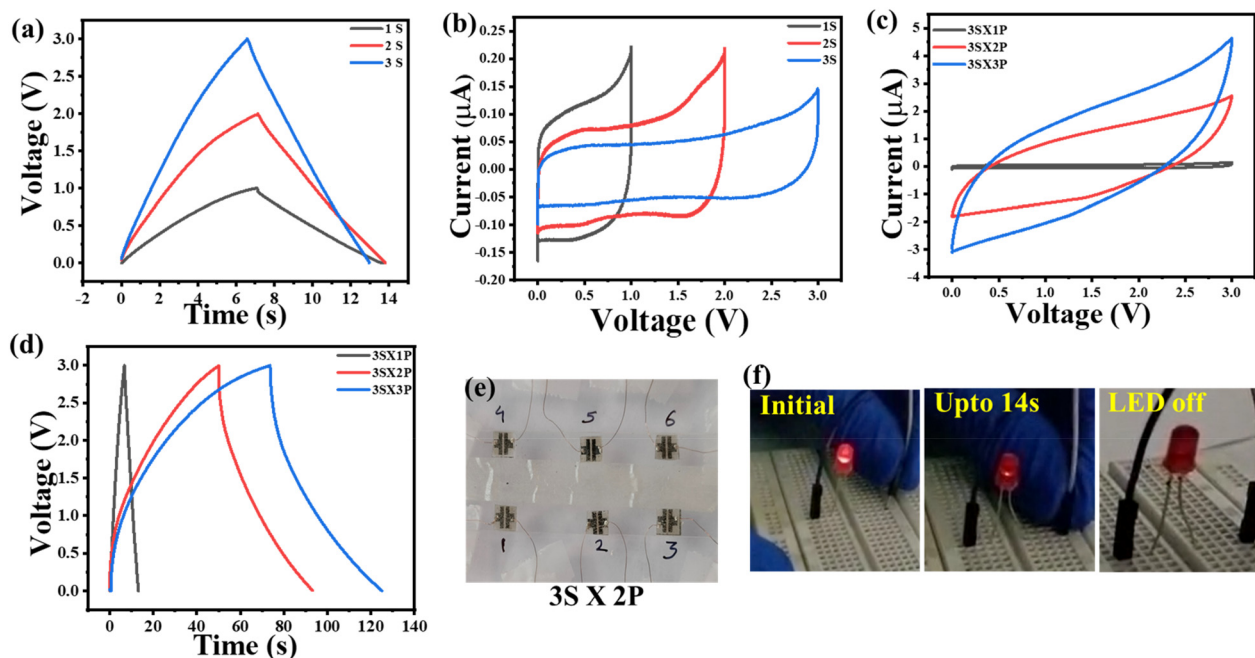 (a)
1 S
2 S
3 S
3.0
2.5
2.0
1.5
1.0
0.5
0.0
Voltage (V)
-2 0 2 4 6 8 10 12 14
Time (s)
(b)
1S
2S
3S
0.25
0.20
0.15
0.10
0.05
0.00
-0.05
-0.10
-0.15
-0.20
Current (μA)
0.0 0.5 1.0 1.5 2.0 2.5 3.0
Voltage (V)
(c)
3SX1P
3SX2P
3SX3P
5
4
3
2
1
0
-1
-2
-3
-4
Current (μA)
0.0 0.5 1.0 1.5 2.0 2.5 3.0
Voltage (V)
(d)
3SX1P
3SX2P
3SX3P
3.0
2.5
2.0
1.5
1.0
0.5
0.0
Voltage (V)
0 20 40 60 80 100 120 140
Time (s)
(e)
4 5 6
1 2 3
3S X 2P
(f)
Initial
Upto 14s
LED off